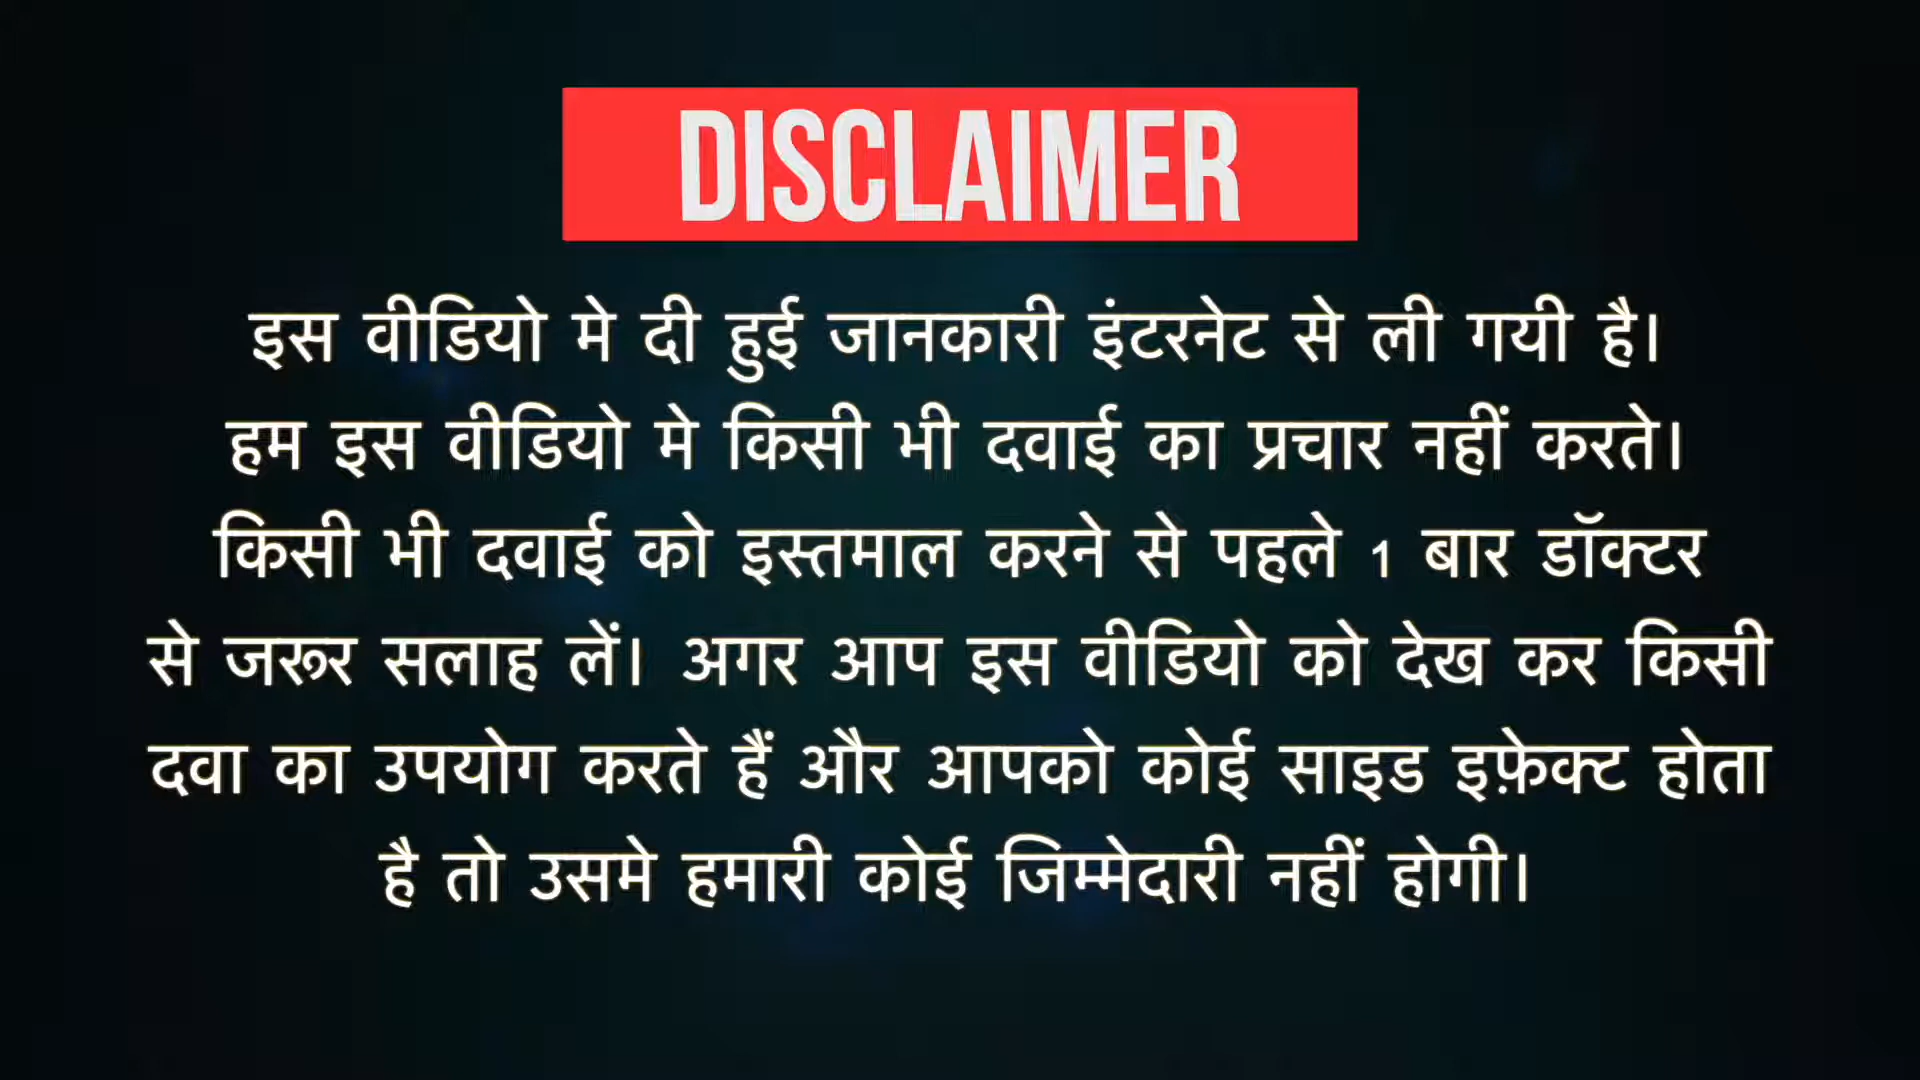 DISCLAIMER
इस वीडियो मे दी हुई जानकारी इंटरनेट से ली गयी है।
हम इस वीडियो मे किसी भी दवाई का प्रचार नहीं करते।
किसी भी दवाई को इस्तमाल करने से पहले 1 बार डॉक्टर
से जरूर सलाह लें। अगर आप इस वीडियो को देख कर किसी
दवा का उपयोग करते हैं और आपको कोई साइड इफ़ेक्ट होता
है तो उसमे हमारी कोई जिम्मेदारी नहीं होगी।